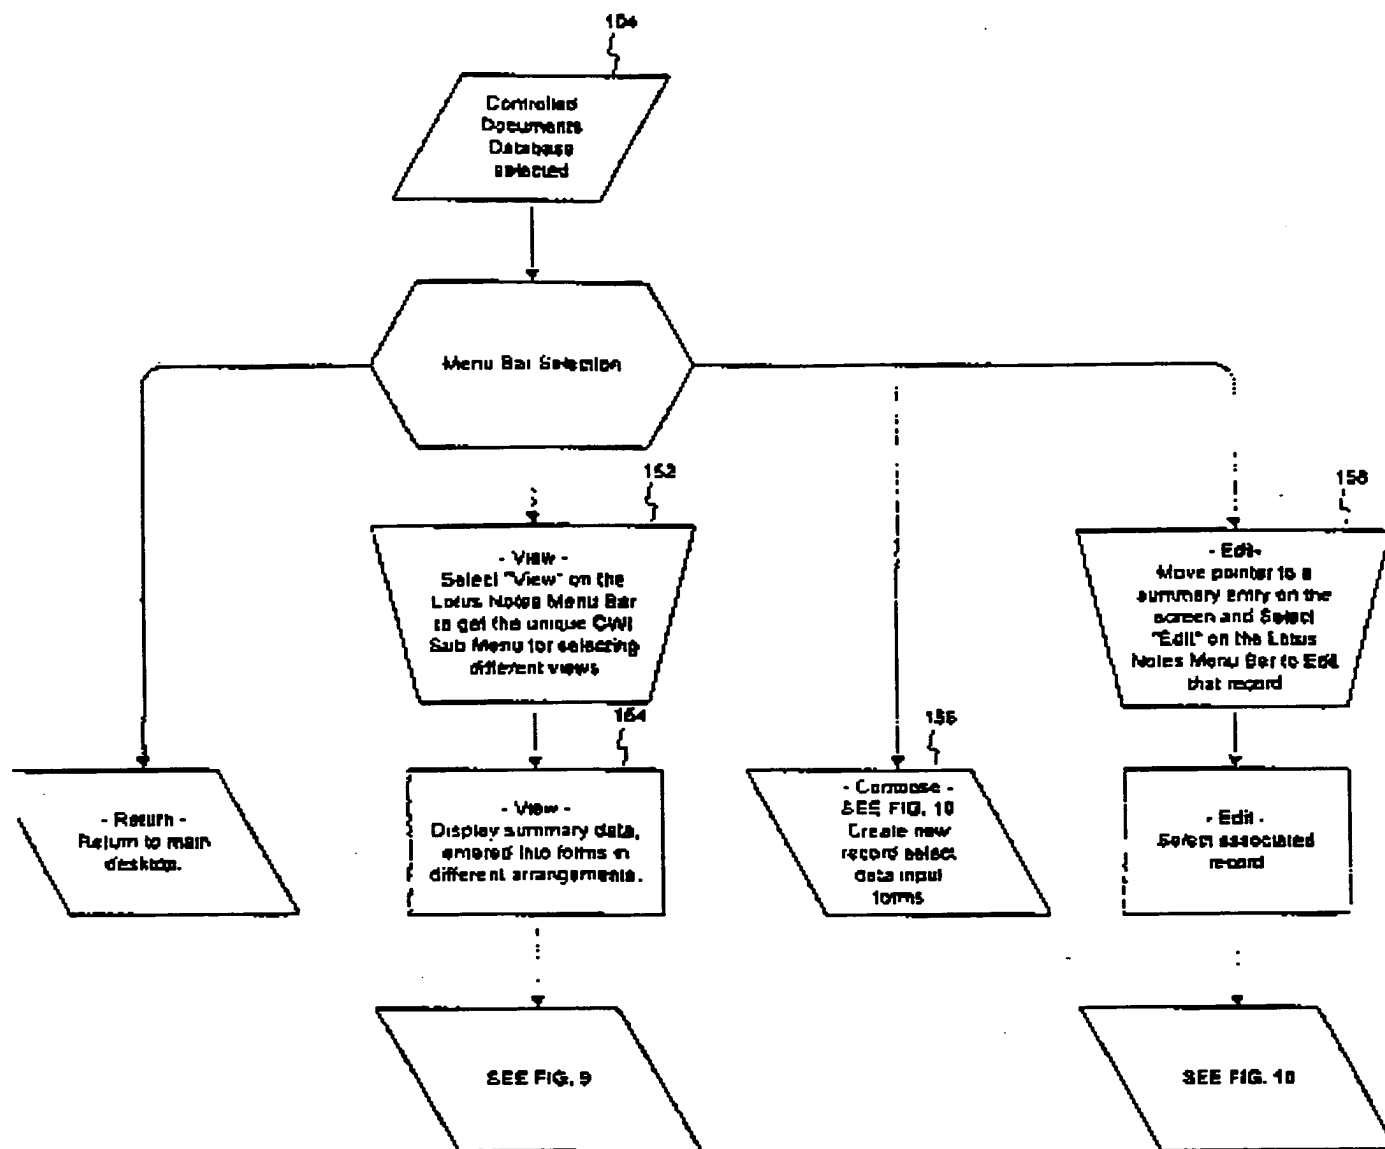 104
Controlled
Documents
Database
selected
Menu Bar Selection
152
- View -
Select "View" on the
Lotus Notes Menu Bar
to get the unique CWI
Sub Menu for selecting
different views
158
- Edit-
Move pointer to a
summary entry on the
screen and Select
"Edit" on the Lotus
Notes Menu Bar to Edit
that record
- Return -
Return to main
desktop.
154
- View -
Display summary data,
entered into forms in
different arrangements.
156
- Compose -
SEE FIG. 10
Create new
record select
data input
forms
- Edit -
Select associated
record
SEE FIG. 9
SEE FIG. 10